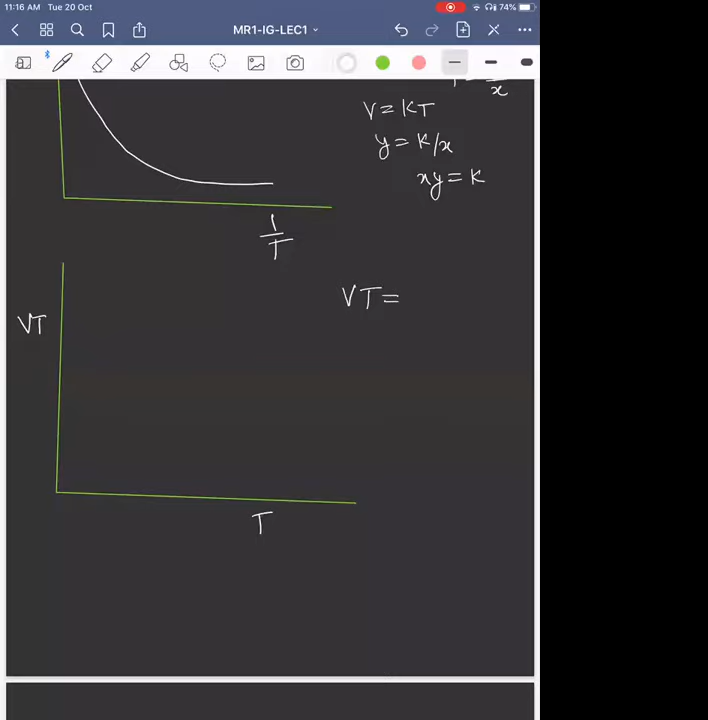 11:16 AM Tue 20 Oct
74%
MR1-IG-LEC1
x
V = KT
y = K/x
xy = K
1/T
VT =
VT
T